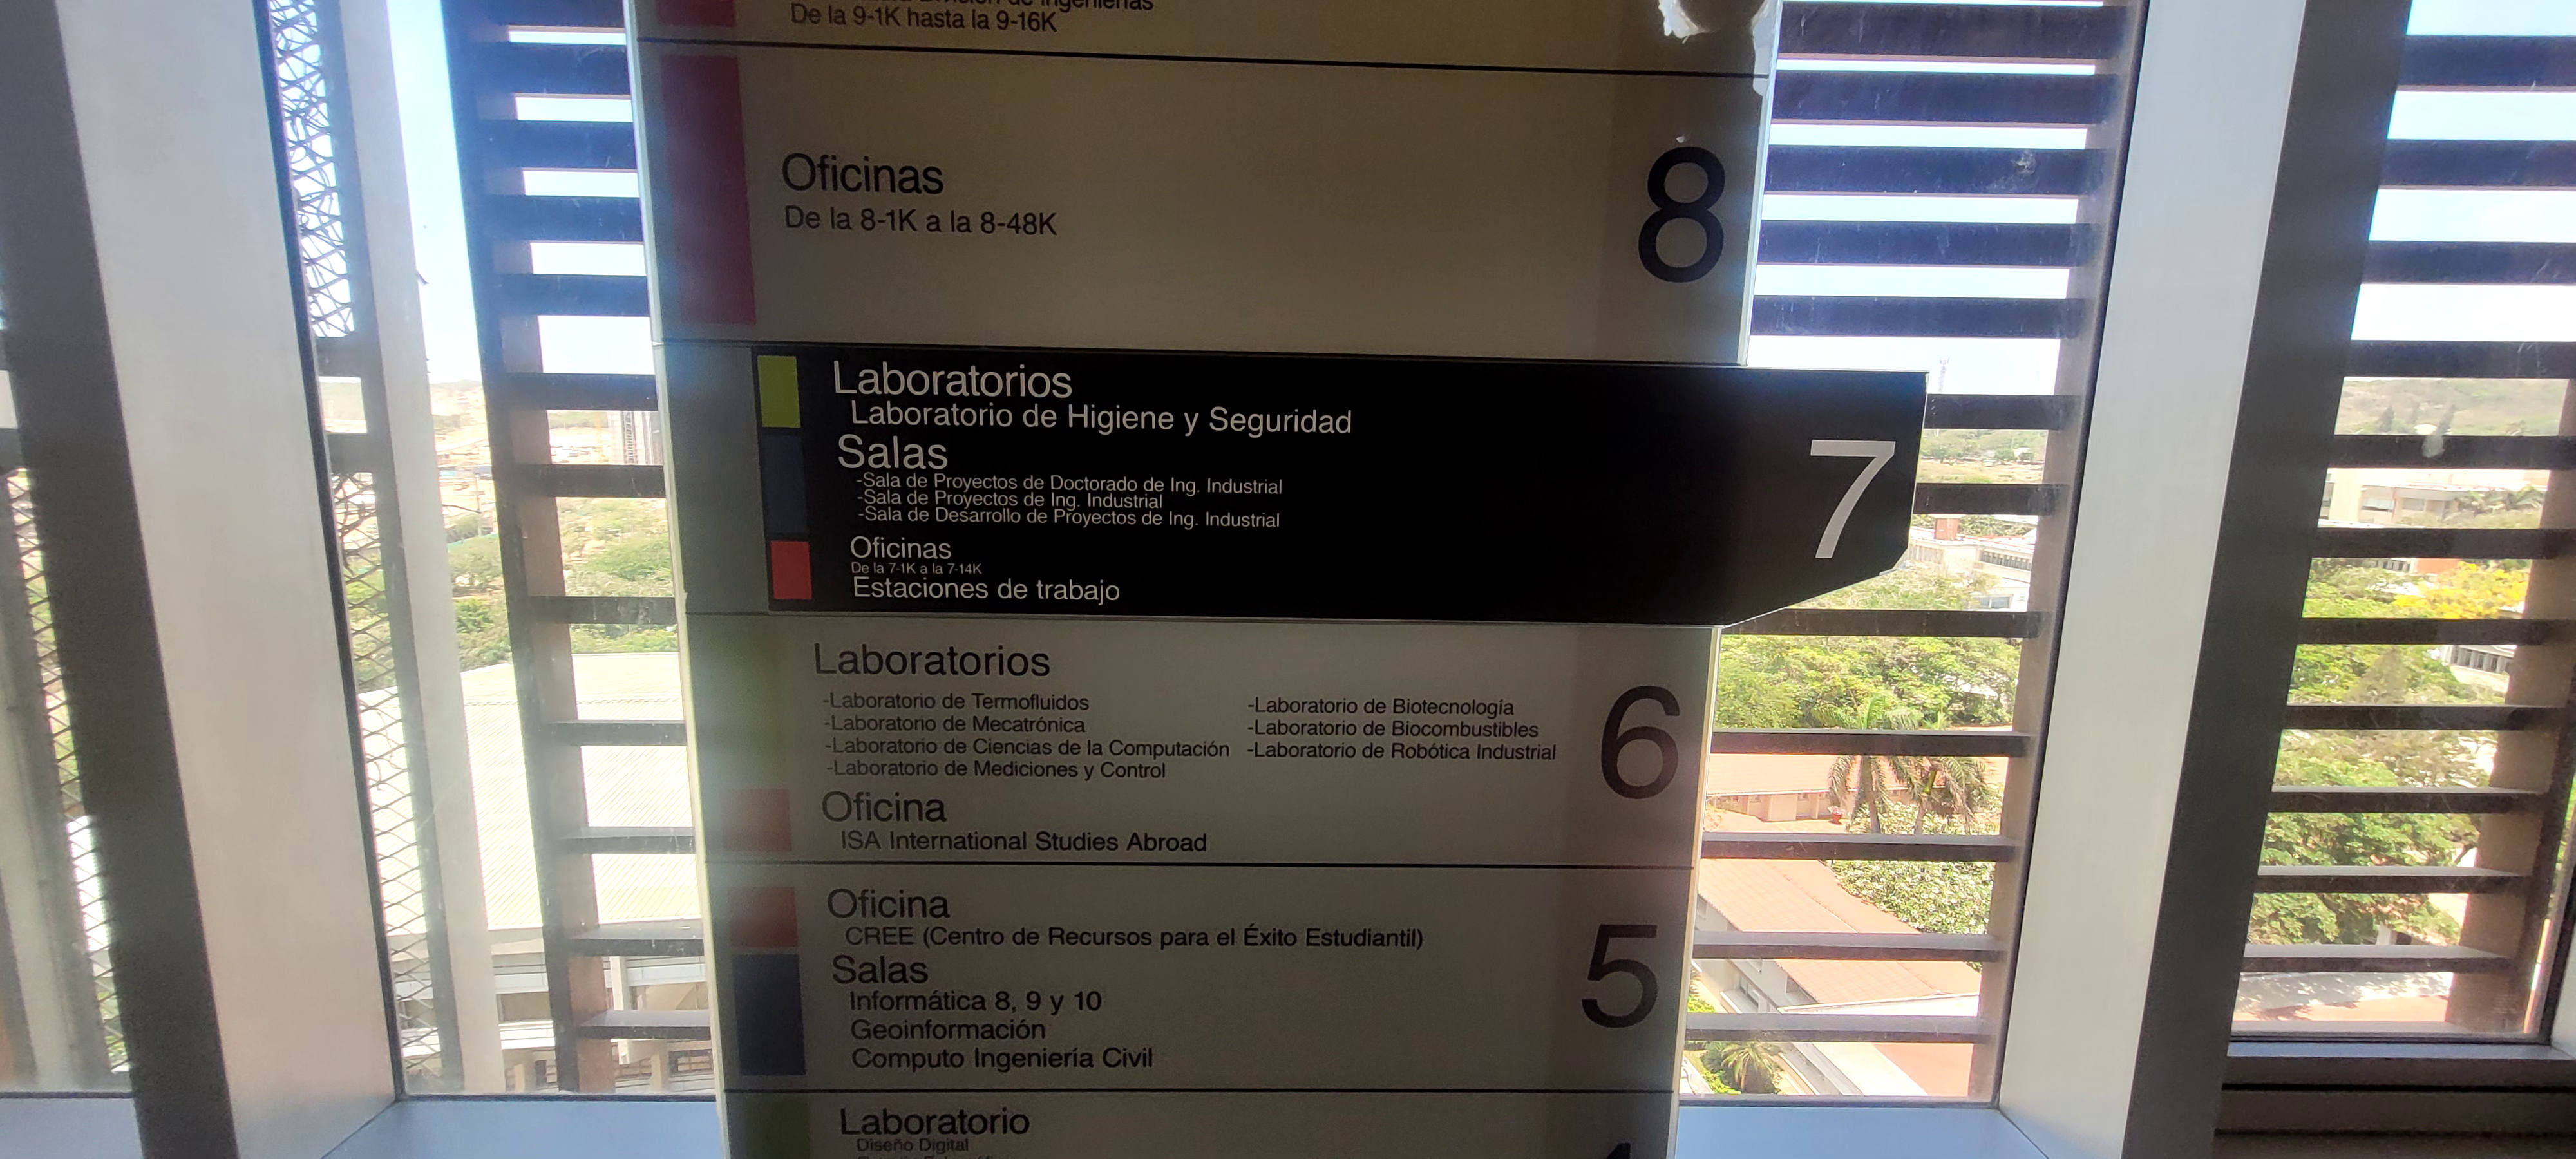 De la 9-1K hasta la 9-16K
Oficinas
De la 8-1K a la 8-48K
8
Laboratorios
Laboratorio de Higiene y Seguridad
Salas
-Sala de Proyectos de Doctorado de Ing. Industrial
-Sala de Proyectos de Ing. Industrial
-Sala de Desarrollo de Proyectos de Ing. Industrial
Oficinas
De la 7-1K a la 7-14K
Estaciones de trabajo
7
Laboratorios
-Laboratorio de Termofluidos
-Laboratorio de Mecatrónica
-Laboratorio de Ciencias de la Computación
-Laboratorio de Mediciones y Control
-Laboratorio de Biotecnología
-Laboratorio de Biocombustibles
-Laboratorio de Robótica Industrial
6
Oficina
ISA International Studies Abroad
Oficina
CREE (Centro de Recursos para el Éxito Estudiantil)
Salas
Informática 8, 9 y 10
Geoinformación
Computo Ingeniería Civil
5
Laboratorio
Diseño Digital